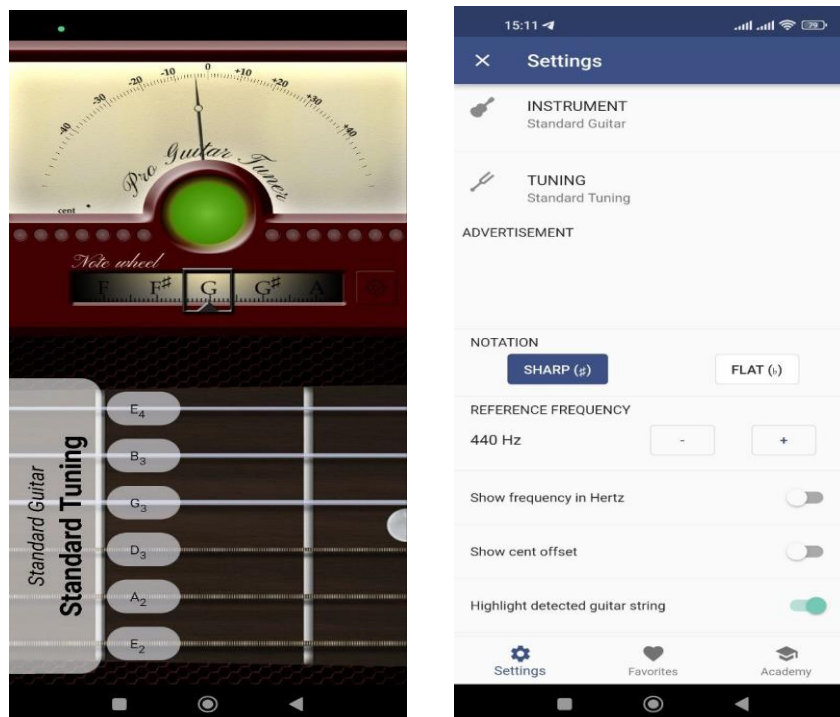 -40 -30 -20 -10 0 +10 +20 +30 +40
Pro Guitar Tuner
cent
Note wheel
F F# G G# A
Standard Guitar
Standard Tuning
E4
B3
G3
D3
A2
E2
15:11 79
Settings
INSTRUMENT
Standard Guitar
TUNING
Standard Tuning
ADVERTISEMENT
NOTATION
SHARP (♯) FLAT (♭)
REFERENCE FREQUENCY
440 Hz - +
Show frequency in Hertz
Show cent offset
Highlight detected guitar string
Settings Favorites Academy